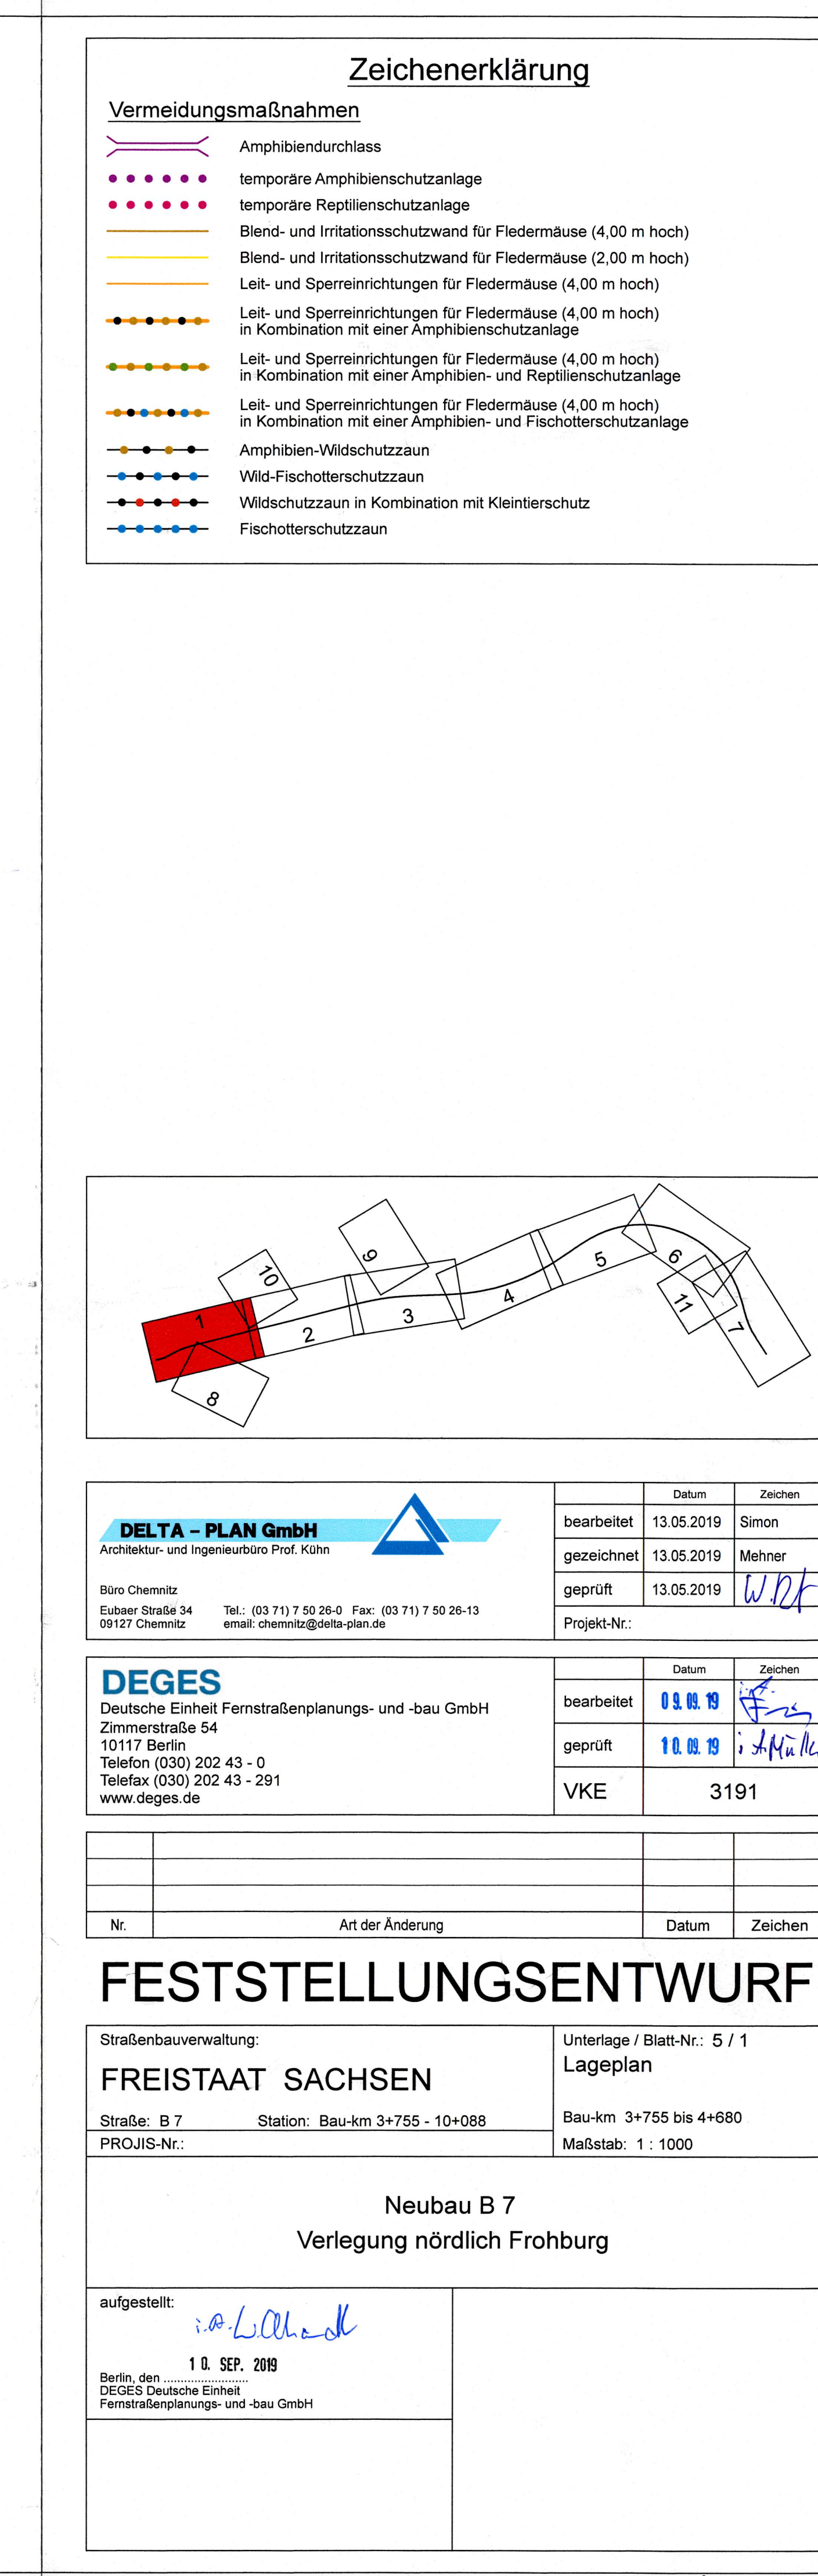 Zeichenerklärung
Vermeidungsmaßnahmen
Amphibiendurchlass
temporäre Amphibienschutzanlage
temporäre Reptilienschutzanlage
Blend- und Irritationsschutzwand für Fledermäuse (4,00 m hoch)
Blend- und Irritationsschutzwand für Fledermäuse (2,00 m hoch)
Leit- und Sperreinrichtungen für Fledermäuse (4,00 m hoch)
Leit- und Sperreinrichtungen für Fledermäuse (4,00 m hoch)
in Kombination mit einer Amphibienschutzanlage
Leit- und Sperreinrichtungen für Fledermäuse (4,00 m hoch)
in Kombination mit einer Amphibien- und Reptilienschutzanlage
Leit- und Sperreinrichtungen für Fledermäuse (4,00 m hoch)
in Kombination mit einer Amphibien- und Fischotterschutzanlage
Amphibien-Wildschutzzaun
Wild-Fischotterschutzzaun
Wildschutzzaun in Kombination mit Kleintierschutz
Fischotterschutzzaun
1
2
3
4
5
6
7
8
9
10
11
DELTA – PLAN GmbH
Architektur- und Ingenieurbüro Prof. Kühn
Büro Chemnitz
Eubaer Straße 34 Tel.: (03 71) 7 50 26-0 Fax: (03 71) 7 50 26-13
09127 Chemnitz email: chemnitz@delta-plan.de
Datum Zeichen
bearbeitet 13.05.2019 Simon
gezeichnet 13.05.2019 Mehner
geprüft 13.05.2019
Projekt-Nr.:
DEGES
Deutsche Einheit Fernstraßenplanungs- und -bau GmbH
Zimmerstraße 54
10117 Berlin
Telefon (030) 202 43 - 0
Telefax (030) 202 43 - 291
www.deges.de
Datum Zeichen
bearbeitet 09.09.19
geprüft 10.09.19
VKE 3191
Nr. Art der Änderung Datum Zeichen
FESTSTELLUNGSENTWURF
Straßenbauverwaltung:
FREISTAAT SACHSEN
Straße: B 7 Station: Bau-km 3+755 - 10+088
PROJIS-Nr.:
Unterlage / Blatt-Nr.: 5 / 1
Lageplan
Bau-km 3+755 bis 4+680
Maßstab: 1 : 1000
Neubau B 7
Verlegung nördlich Frohburg
aufgestellt:
10. SEP. 2019
Berlin, den .........................
DEGES Deutsche Einheit
Fernstraßenplanungs- und -bau GmbH